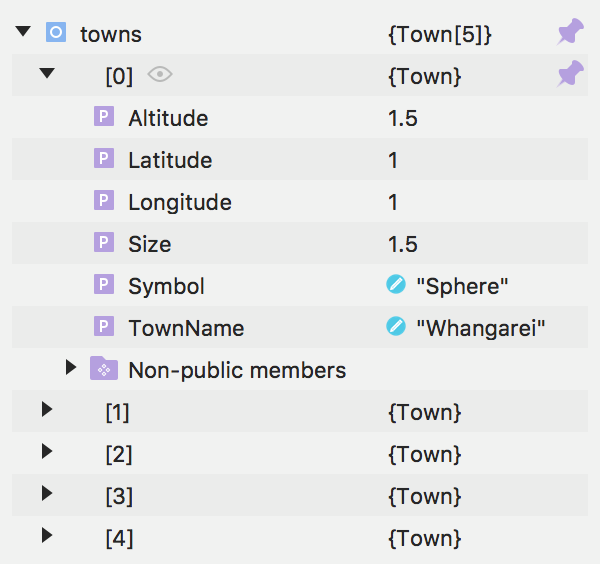 towns {Town[5]}
[0] {Town}
P Altitude 1.5
P Latitude 1
P Longitude 1
P Size 1.5
P Symbol "Sphere"
P TownName "Whangarei"
Non-public members
[1] {Town}
[2] {Town}
[3] {Town}
[4] {Town}